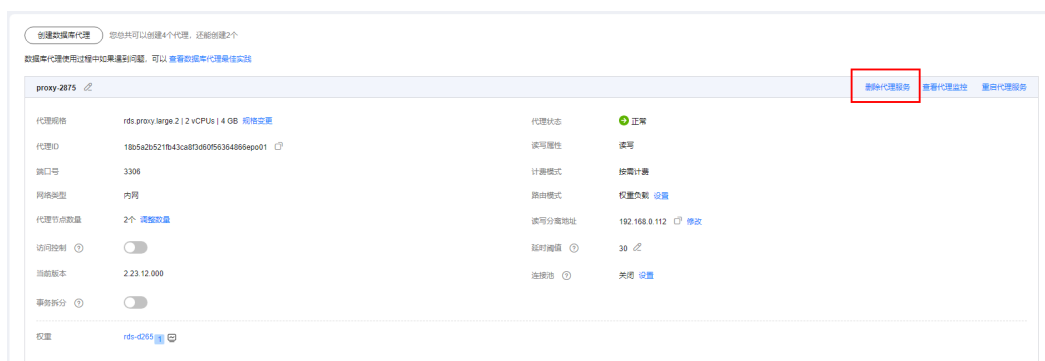 创建数据库代理 您总共可以创建4个代理，还能创建2个
数据库代理使用过程中如果遇到问题，可以 查看数据库代理最佳实践
proxy-2875 删除代理服务 查看代理监控 重启代理服务
代理规格 rds.proxy.large.2 | 2 vCPUs | 4 GB 规格变更 代理状态 正常
代理ID 18b5a2b521fb43ca8f3d60f56364866epo01 读写属性 读写
端口号 3306 计费模式 按需计费
网络类型 内网 路由模式 权重负载 设置
代理节点数量 2个 调整数量 读写分离地址 192.168.0.112 修改
访问控制 延时阈值 30
当前版本 2.23.12.000 连接池 关闭 设置
事务拆分
权重 rds-d265 1